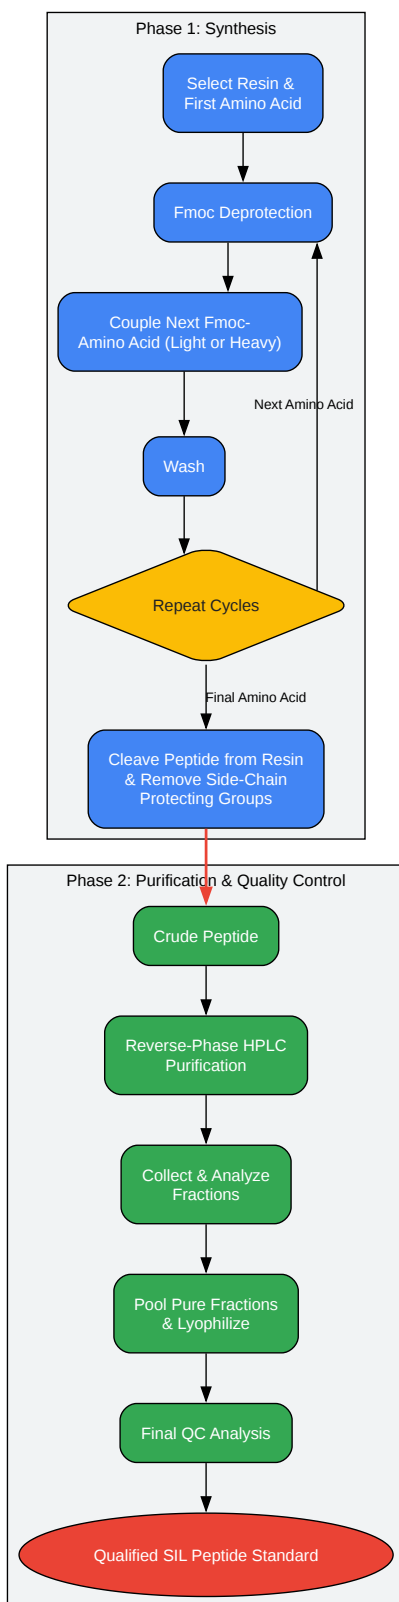 Phase 1: Synthesis
Select Resin &
First Amino Acid
Fmoc Deprotection
Couple Next Fmoc-
Amino Acid (Light or Heavy)
Next Amino Acid
Wash
Repeat Cycles
Final Amino Acid
Cleave Peptide from Resin
& Remove Side-Chain
Protecting Groups
Phase 2: Purification & Quality Control
Crude Peptide
Reverse-Phase HPLC
Purification
Collect & Analyze
Fractions
Pool Pure Fractions
& Lyophilize
Final QC Analysis
Qualified SIL Peptide Standard